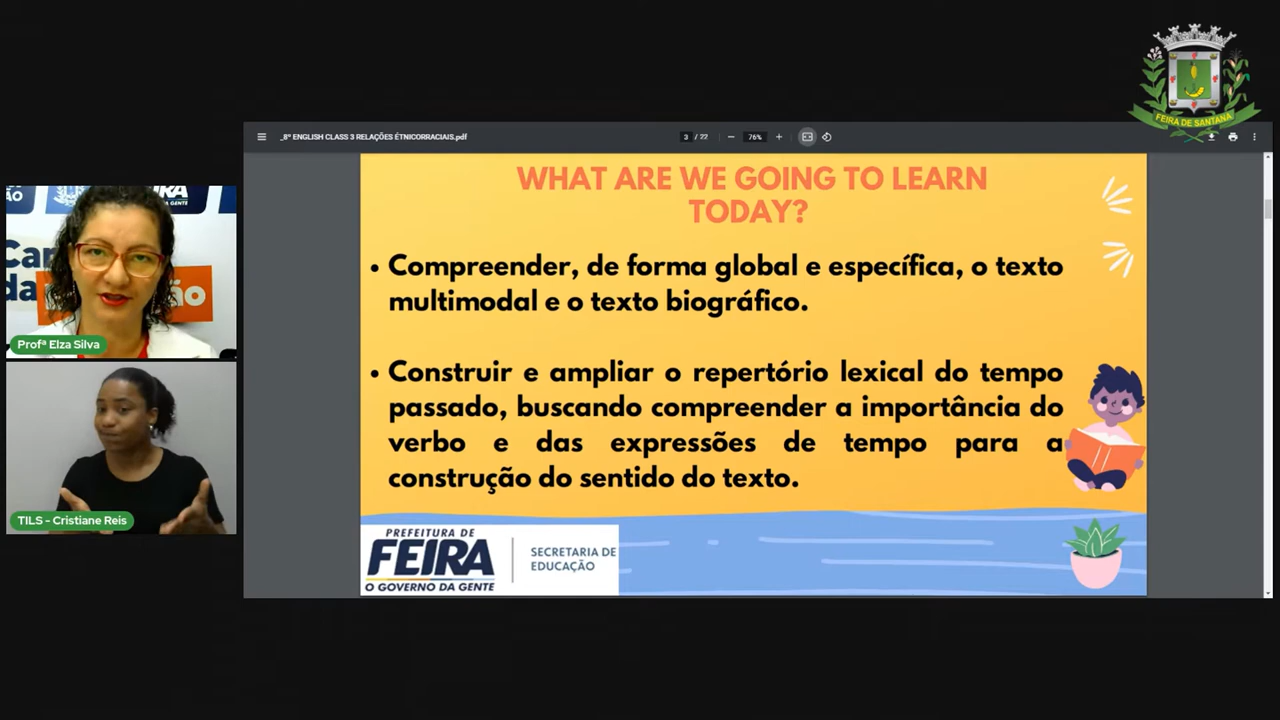 FEIRA DE SANTANA
_8º ENGLISH CLASS 3 RELAÇÕES ÉTNICORRACIAIS.pdf
3 / 22
76%
WHAT ARE WE GOING TO LEARN
TODAY?
• Compreender, de forma global e específica, o texto
multimodal e o texto biográfico.
• Construir e ampliar o repertório lexical do tempo
passado, buscando compreender a importância do
verbo e das expressões de tempo para a
construção do sentido do texto.
PREFEITURA DE
FEIRA
O GOVERNO DA GENTE
SECRETARIA DE
EDUCAÇÃO
Profª Elza Silva
TILS - Cristiane Reis